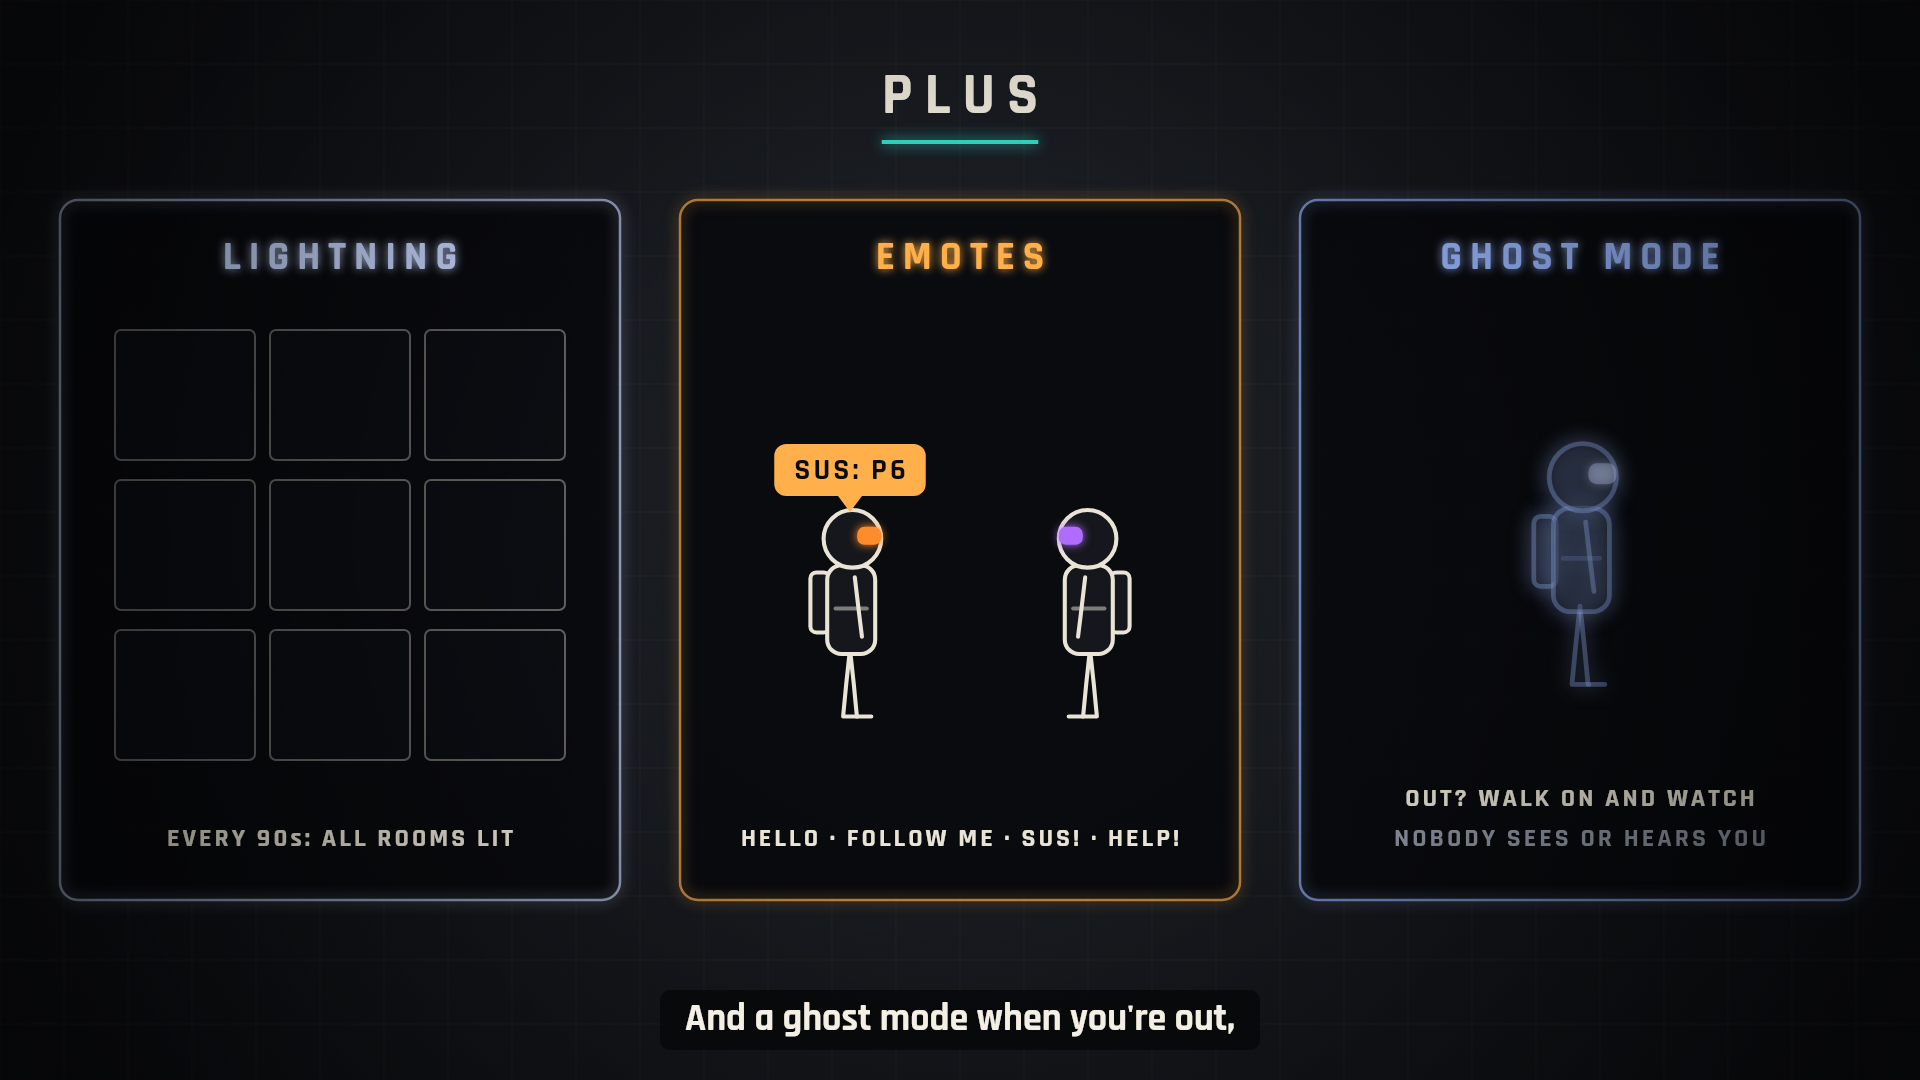 PLUS
LIGHTNING
EVERY 90s: ALL ROOMS LIT
EMOTES
SUS: P6
HELLO · FOLLOW ME · SUS! · HELP!
GHOST MODE
OUT? WALK ON AND WATCH
NOBODY SEES OR HEARS YOU
And a ghost mode when you're out,